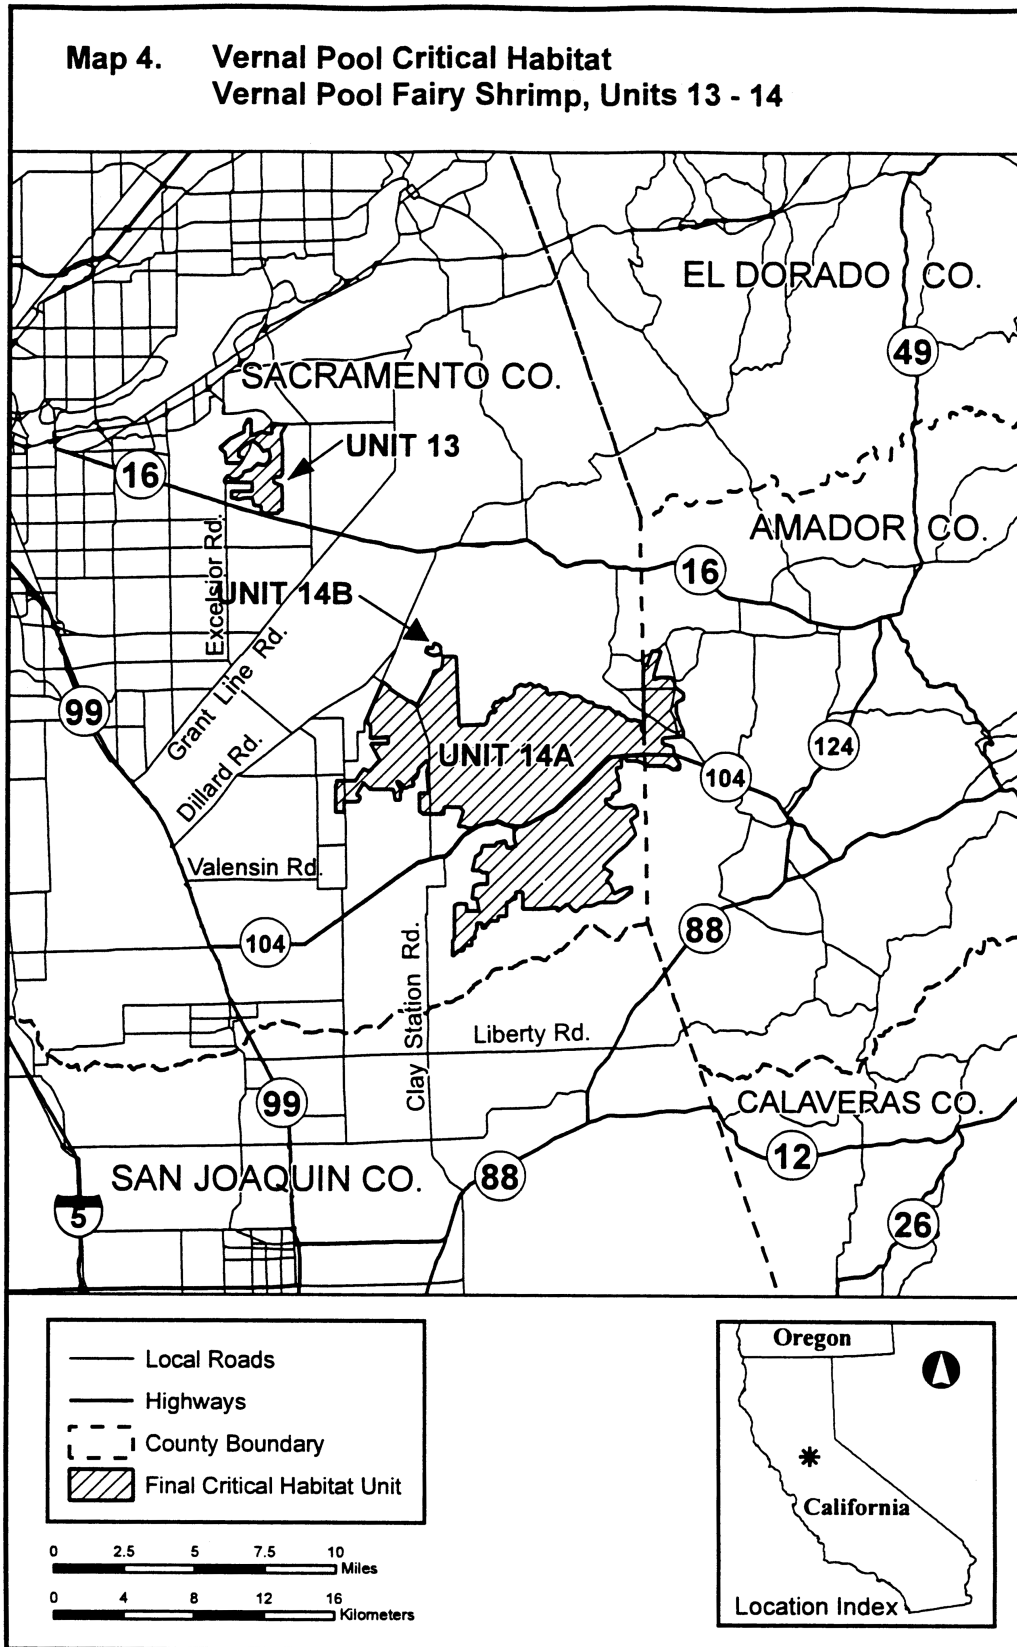 Map 4. Vernal Pool Critical Habitat
Vernal Pool Fairy Shrimp, Units 13 - 14
EL DORADO CO.
49
SACRAMENTO CO.
UNIT 13
16
AMADOR CO.
16
Excelsior Rd.
UNIT 14B
Grant Line Rd.
99
Dillard Rd.
UNIT 14A
124
104
Valensin Rd.
104
88
Clay Station Rd.
Liberty Rd.
99
CALAVERAS CO.
12
SAN JOAQUIN CO.
88
5
26
Local Roads
Highways
County Boundary
Final Critical Habitat Unit
0 2.5 5 7.5 10
Miles
0 4 8 12 16
Kilometers
Oregon
California
Location Index